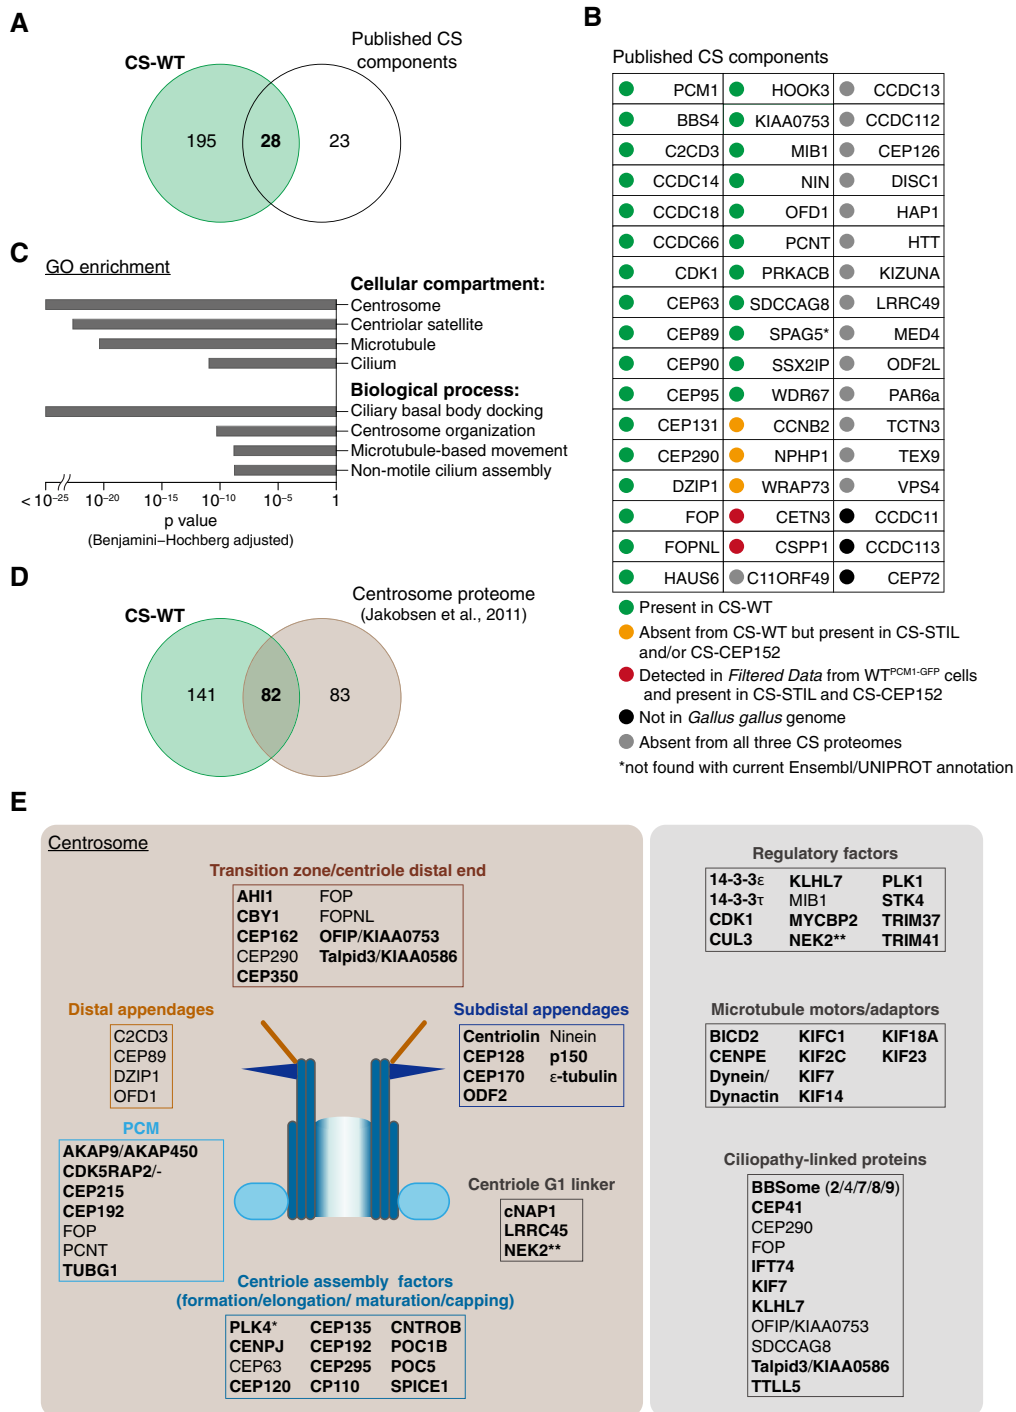 A
CS-WT
Published CS
components
195
28
23
B
Published CS components
PCM1 HOOK3 CCDC13
BBS4 KIAA0753 CCDC112
C2CD3 MIB1 CEP126
CCDC14 NIN DISC1
CCDC18 OFD1 HAP1
CCDC66 PCNT HTT
CDK1 PRKACB KIZUNA
CEP63 SDCCAG8 LRRC49
CEP89 SPAG5* MED4
CEP90 SSX2IP ODF2L
CEP95 WDR67 PAR6a
CEP131 CCNB2 TCTN3
CEP290 NPHP1 TEX9
DZIP1 WRAP73 VPS4
FOP CETN3 CCDC11
FOPNL CSPP1 CCDC113
HAUS6 C11ORF49 CEP72
Present in CS-WT
Absent from CS-WT but present in CS-STIL
and/or CS-CEP152
Detected in Filtered Data from WTPCM1-GFP cells
and present in CS-STIL and CS-CEP152
Not in Gallus gallus genome
Absent from all three CS proteomes
*not found with current Ensembl/UNIPROT annotation
C
GO enrichment
Cellular compartment:
Centrosome
Centriolar satellite
Microtubule
Cilium
Biological process:
Ciliary basal body docking
Centrosome organization
Microtubule-based movement
Non-motile cilium assembly
< 10−25 10−20 10−15 10−10 10−5 1
p value
(Benjamini−Hochberg adjusted)
D
CS-WT
Centrosome proteome
(Jakobsen et al., 2011)
141
82
83
E
Centrosome
Transition zone/centriole distal end
AHI1 FOP
CBY1 FOPNL
CEP162 OFIP/KIAA0753
CEP290 Talpid3/KIAA0586
CEP350
Distal appendages
C2CD3
CEP89
DZIP1
OFD1
Subdistal appendages
Centriolin Ninein
CEP128 p150
CEP170 ε-tubulin
ODF2
PCM
AKAP9/AKAP450
CDK5RAP2/-
CEP215
CEP192
FOP
PCNT
TUBG1
Centriole G1 linker
cNAP1
LRRC45
NEK2**
Centriole assembly factors
(formation/elongation/ maturation/capping)
PLK4* CEP135 CNTROB
CENPJ CEP192 POC1B
CEP63 CEP295 POC5
CEP120 CP110 SPICE1
Regulatory factors
14-3-3ε KLHL7 PLK1
14-3-3τ MIB1 STK4
CDK1 MYCBP2 TRIM37
CUL3 NEK2** TRIM41
Microtubule motors/adaptors
BICD2 KIFC1 KIF18A
CENPE KIF2C KIF23
Dynein/ KIF7
Dynactin KIF14
Ciliopathy-linked proteins
BBSome (2/4/7/8/9)
CEP41
CEP290
FOP
IFT74
KIF7
KLHL7
OFIP/KIAA0753
SDCCAG8
Talpid3/KIAA0586
TTLL5